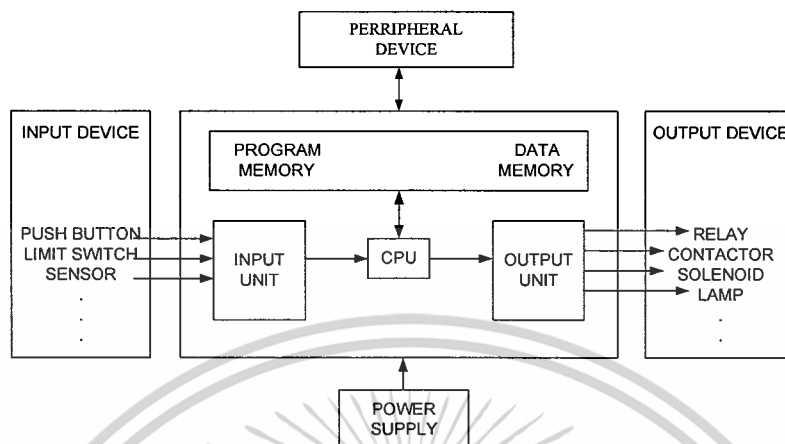 PERRIPHERAL
DEVICE
INPUT DEVICE
PUSH BUTTON
LIMIT SWITCH
SENSOR
.
.
.
PROGRAM
MEMORY
DATA
MEMORY
INPUT
UNIT
CPU
OUTPUT
UNIT
OUTPUT DEVICE
RELAY
CONTACTOR
SOLENOID
LAMP
.
.
POWER
SUPPLY